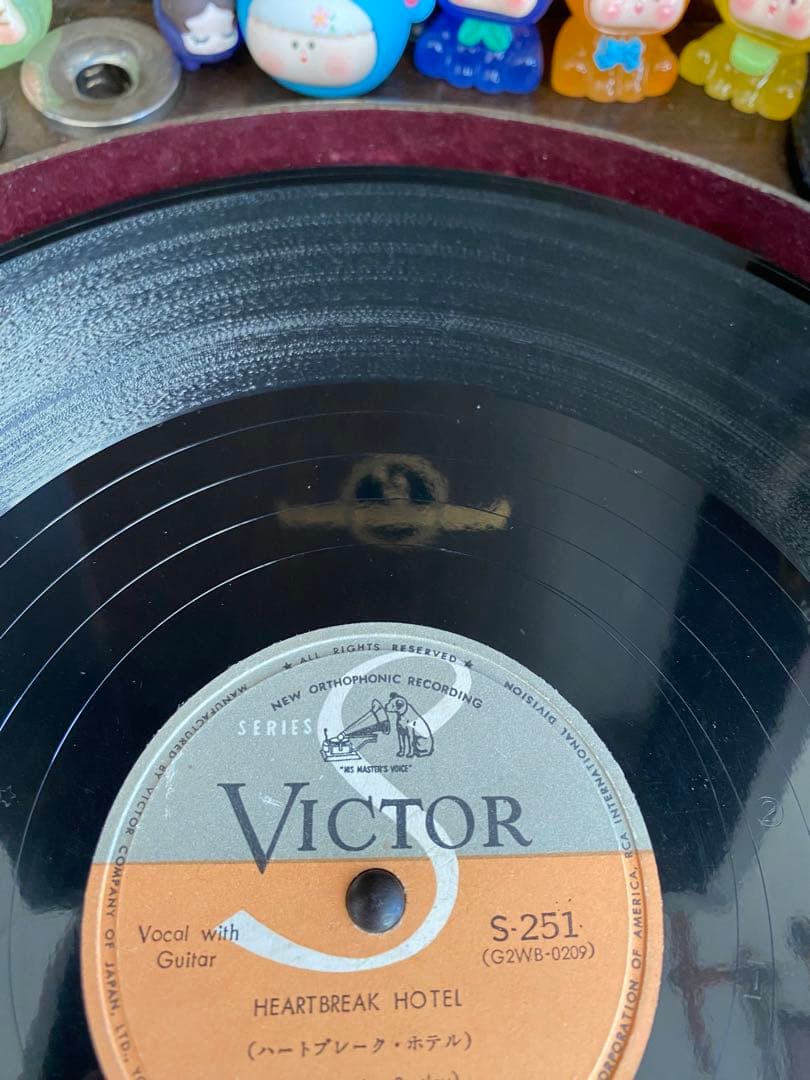 ★ ALL RIGHTS RESERVED ★
NEW ORTHOPHONIC RECORDING
SERIES
S
"HIS MASTER'S VOICE"
VICTOR
Vocal with
Guitar
S-251
(G2WB-0209)
HEARTBREAK HOTEL
(ハートブレーク・ホテル)
MANUFACTURED BY VICTOR COMPANY OF JAPAN, LTD.,
CORPORATION OF AMERICA, RCA INTERNATIONAL DIVISION
2
1